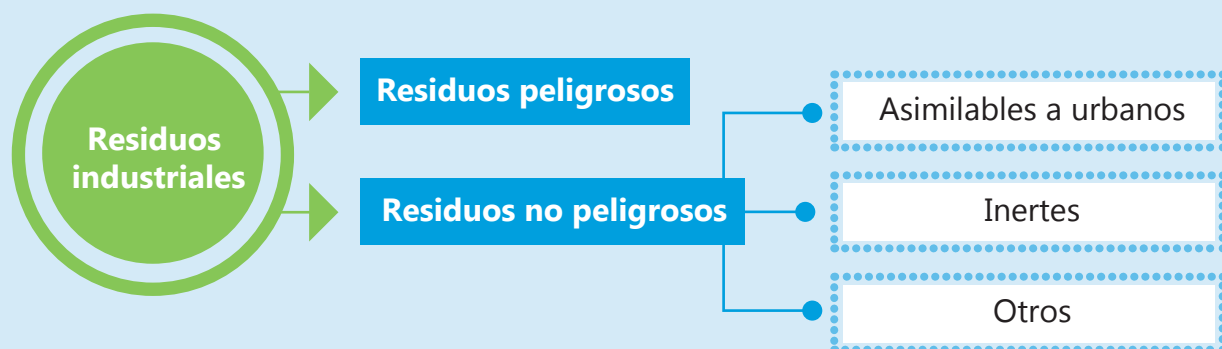 Residuos
industriales
Residuos peligrosos
Residuos no peligrosos
Asimilables a urbanos
Inertes
Otros